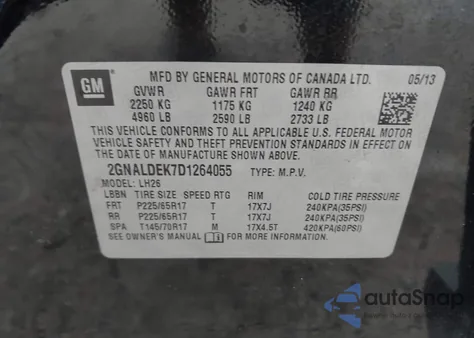 GM
MFD BY GENERAL MOTORS OF CANADA LTD. 05/13
GVWR GAWR FRT GAWR RR
2250 KG 1175 KG 1240 KG
4960 LB 2590 LB 2733 LB
THIS VEHICLE CONFORMS TO ALL APPLICABLE U.S. FEDERAL MOTOR
VEHICLE SAFETY AND THEFT PREVENTION STANDARDS IN EFFECT ON
THE DATE OF MANUFACTURE SHOWN ABOVE.
2GNALDEK7D1264055 TYPE: M.P.V.
MODEL: LH26
LBBN TIRE SIZE SPEED RTG RIM COLD TIRE PRESSURE
FRT P225/65R17 T 17X7J 240KPA(35PSI)
RR P225/65R17 T 17X7J 240KPA(35PSI)
SPA T145/70R17 M 17X4.5T 420KPA(60PSI)
SEE OWNER'S MANUAL FOR MORE INFORMATION.
autoSnap